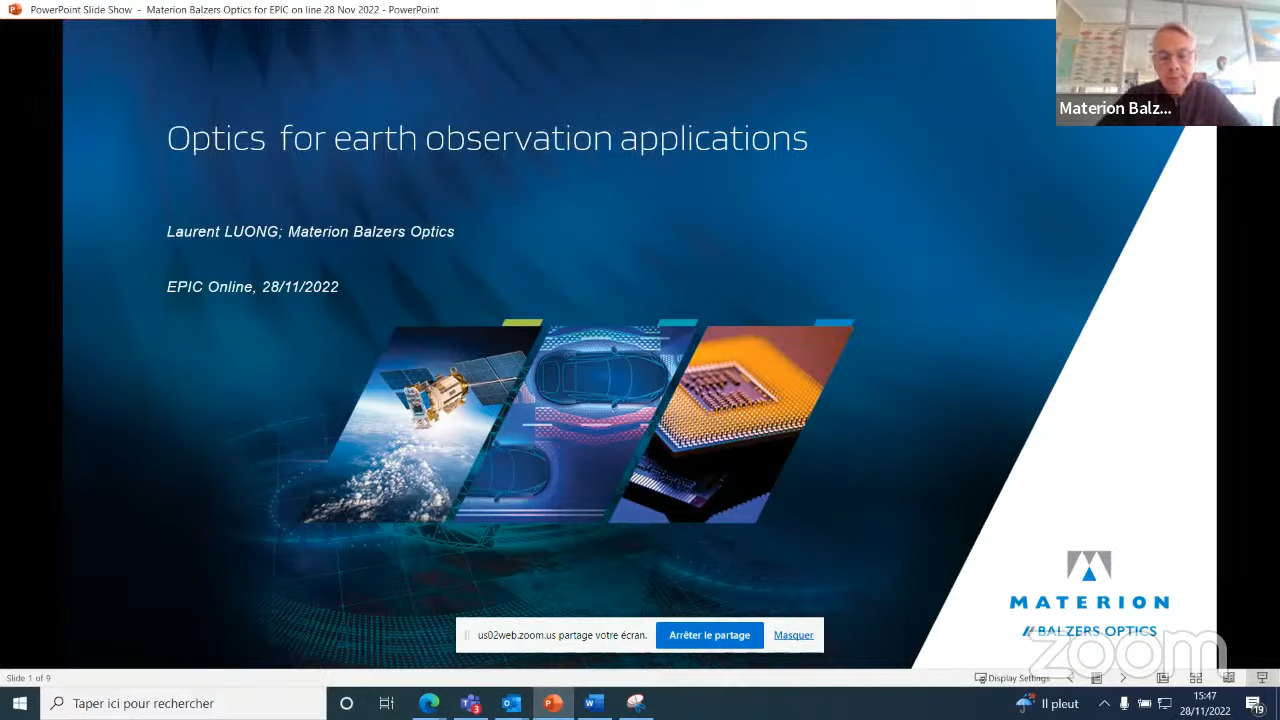 PowerPoint Slide Show - Materion Balzers Optics for EPIC on line 28 Nov 2022 - PowerPoint
Materion Balz...
Optics for earth observation applications
Laurent LUONG; Materion Balzers Optics
EPIC Online, 28/11/2022
MATERION
BALZERS OPTICS
us02web.zoom.us partage votre écran.
Arrêter le partage
Masquer
zoom
Slide 1 of 9
Display Settings
Taper ici pour rechercher
3
Il pleut
15:47
28/11/2022
19